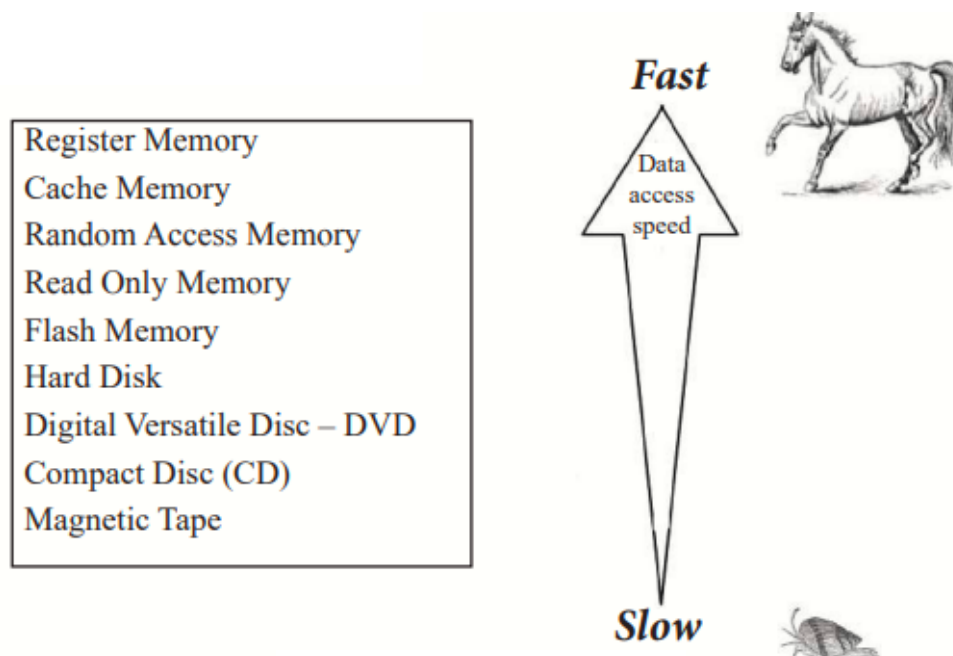 Register Memory
Cache Memory
Random Access Memory
Read Only Memory
Flash Memory
Hard Disk
Digital Versatile Disc – DVD
Compact Disc (CD)
Magnetic Tape
Fast
Data
access
speed
Slow